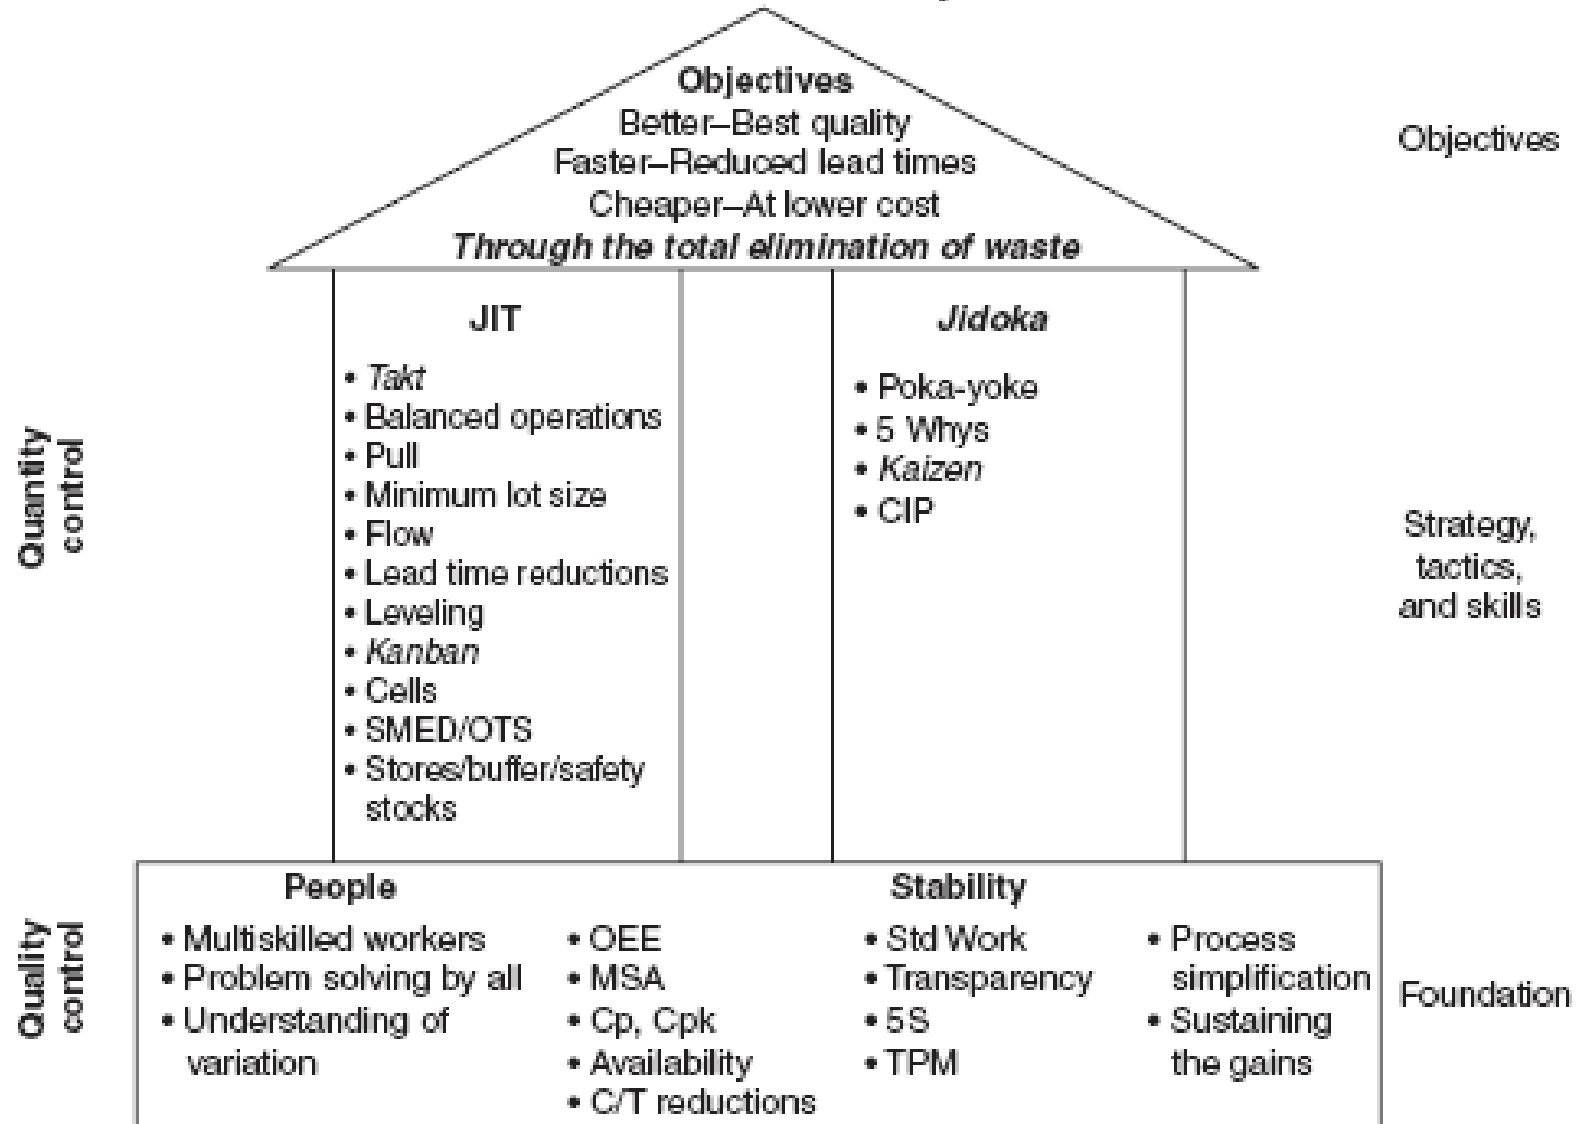 Objectives
Better–Best quality
Faster–Reduced lead times
Cheaper–At lower cost
Through the total elimination of waste
Objectives
Quantity
control
JIT
• Takt
• Balanced operations
• Pull
• Minimum lot size
• Flow
• Lead time reductions
• Leveling
• Kanban
• Cells
• SMED/OTS
• Stores/buffer/safety
stocks
Jidoka
• Poka-yoke
• 5 Whys
• Kaizen
• CIP
Strategy,
tactics,
and skills
Quality
control
People
• Multiskilled workers
• Problem solving by all
• Understanding of
variation
Stability
• OEE
• MSA
• Cp, Cpk
• Availability
• C/T reductions
• Std Work
• Transparency
• 5S
• TPM
• Process
simplification
• Sustaining
the gains
Foundation